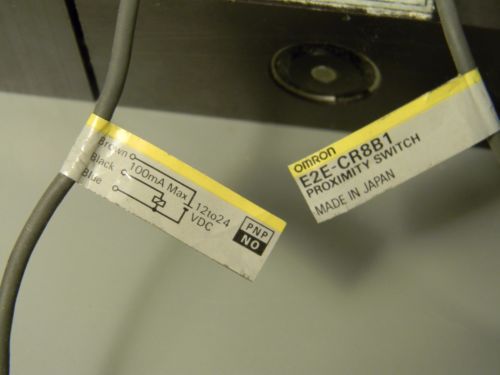 Brown
Black
Blue
100mA Max
12to24
VDC
PNP
NO
OMRON
E2E-CR8B1
PROXIMITY SWITCH
MADE IN JAPAN